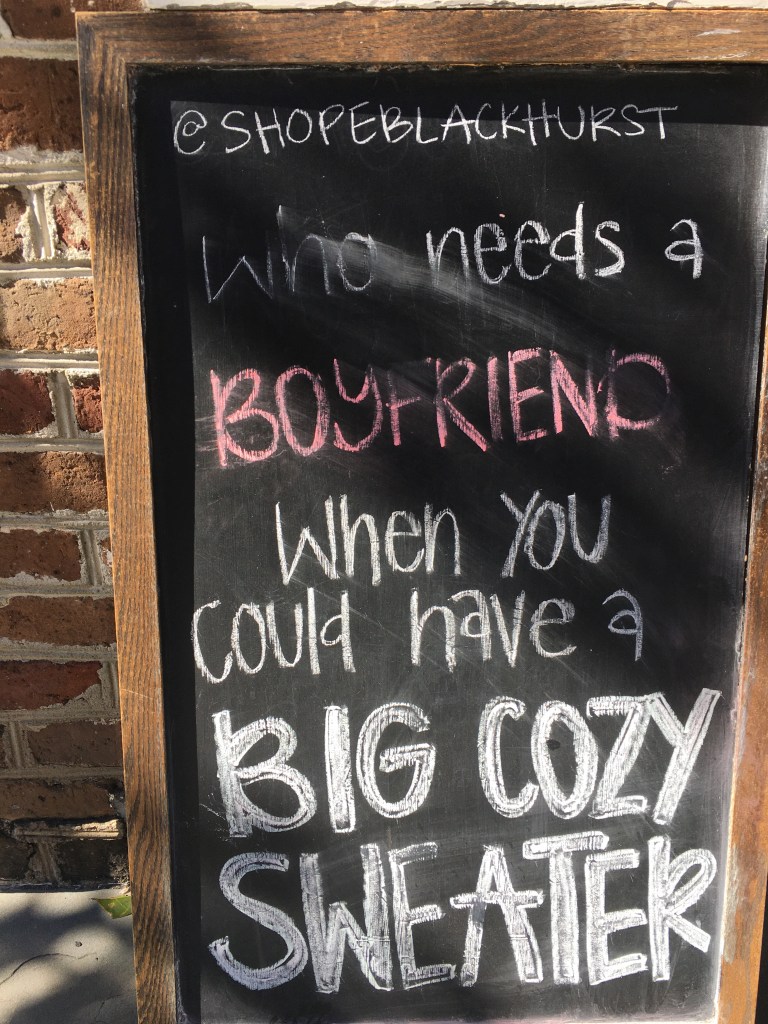 @SHOPEBLACKHURST
Who needs a
BOYFRIEND
When you
could have a
BIG COZY
SWEATER